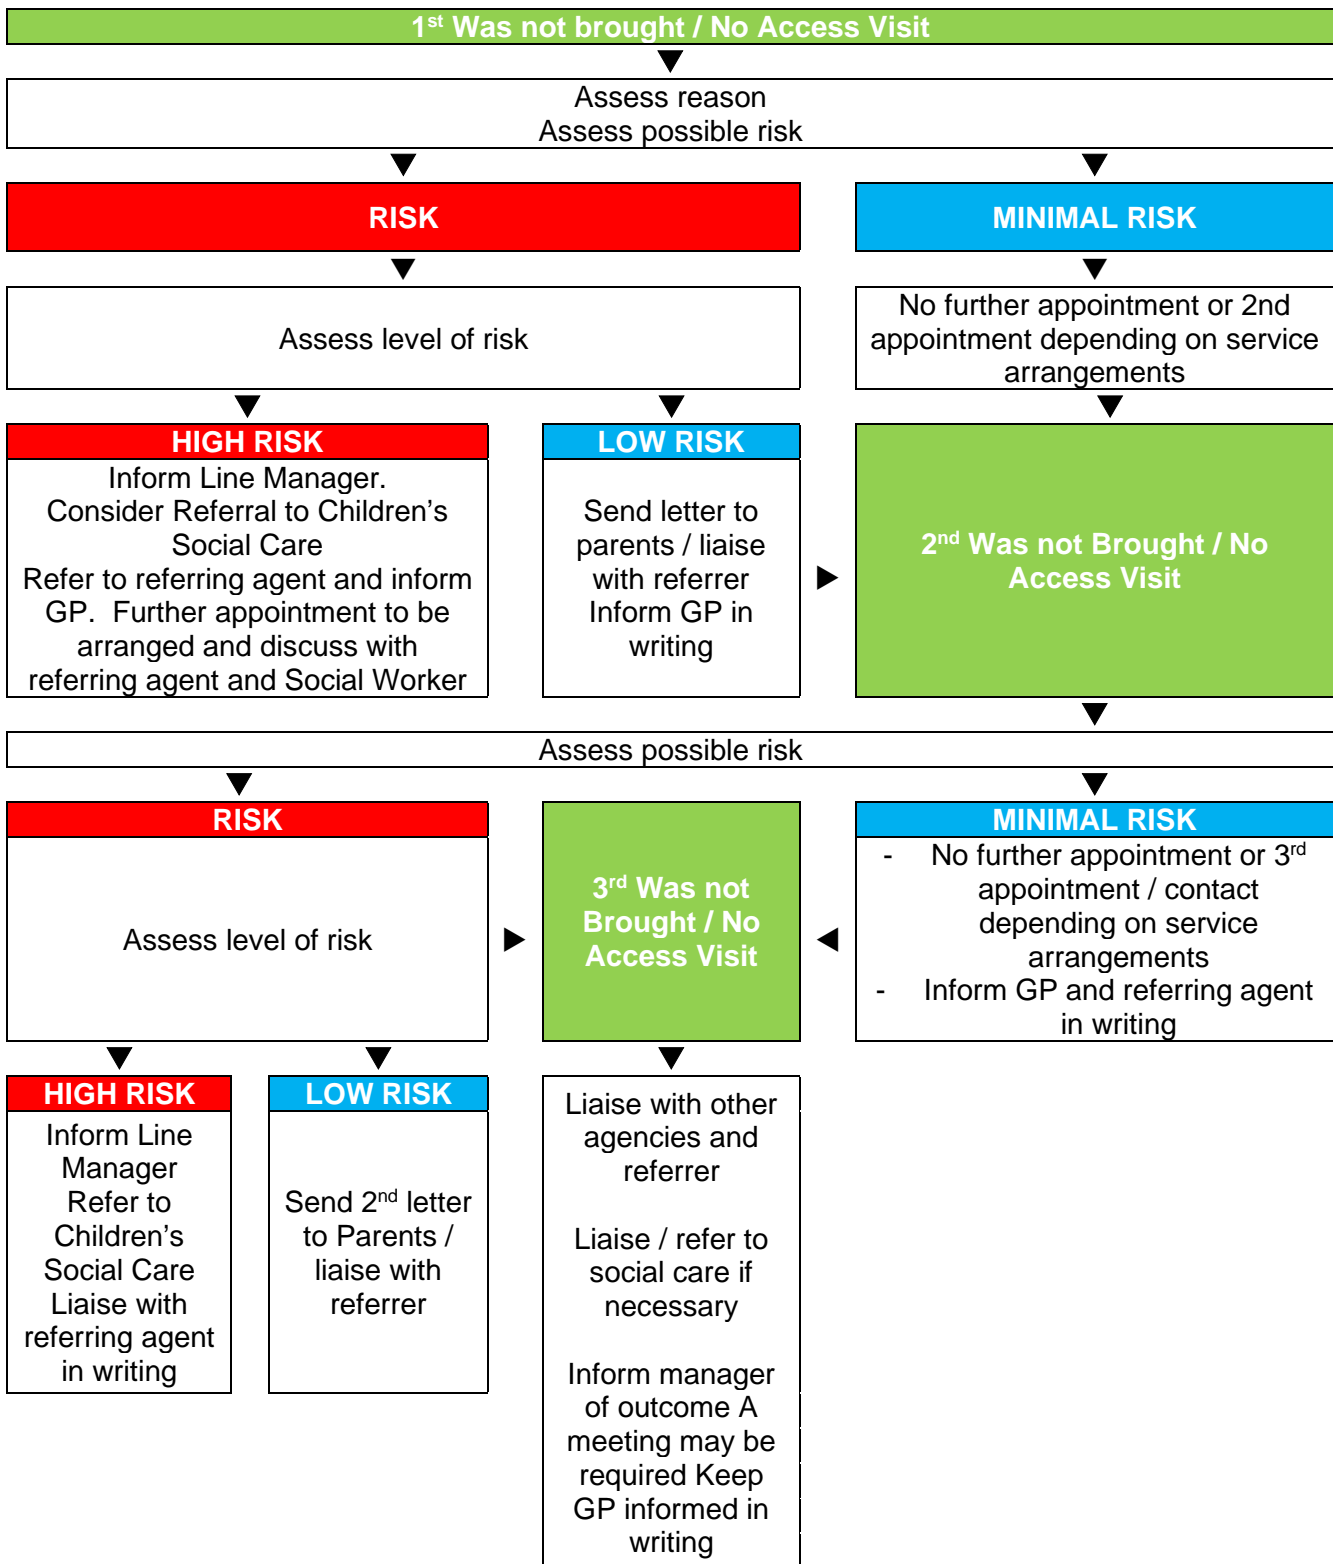 1st Was not brought / No Access Visit
Assess reason
Assess possible risk
RISK
MINIMAL RISK
Assess level of risk
No further appointment or 2nd
appointment depending on service
arrangements
HIGH RISK
Inform Line Manager.
Consider Referral to Children's
Social Care
Refer to referring agent and inform
GP.  Further appointment to be
arranged and discuss with
referring agent and Social Worker
LOW RISK
Send letter to
parents / liaise
with referrer
Inform GP in
writing
2nd Was not Brought / No
Access Visit
Assess possible risk
RISK
Assess level of risk
3rd Was not
Brought / No
Access Visit
MINIMAL RISK
- No further appointment or 3rd
appointment / contact
depending on service
arrangements
- Inform GP and referring agent
in writing
HIGH RISK
Inform Line
Manager
Refer to
Children's
Social Care
Liaise with
referring agent
in writing
LOW RISK
Send 2nd letter
to Parents /
liaise with
referrer
Liaise with other
agencies and
referrer
Liaise / refer to
social care if
necessary
Inform manager
of outcome A
meeting may be
required Keep
GP informed in
writing